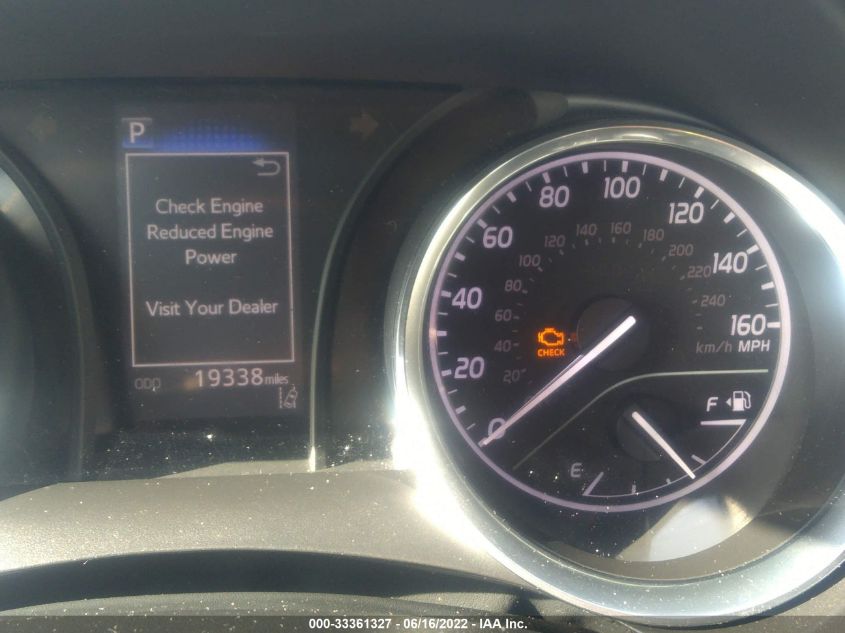 P
Check Engine
Reduced Engine
Power
Visit Your Dealer
ODO 19338 miles
0 20 40 60 80 100 120 140 160
20 40 60 80 100 120 140 160 180 200 220 240
km/h MPH
CHECK
F
E
000-33361327 - 06/16/2022 - IAA Inc.